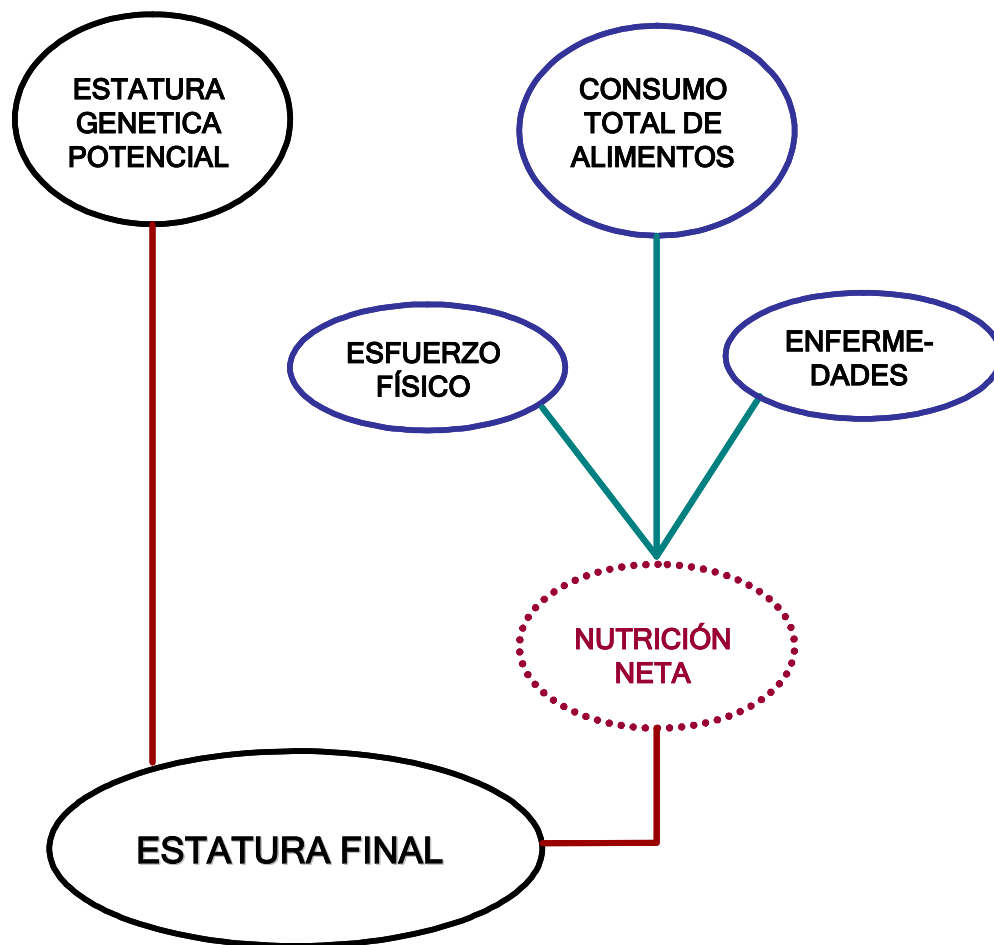 ESTATURA
GENETICA
POTENCIAL
CONSUMO
TOTAL DE
ALIMENTOS
ESFUERZO
FÍSICO
ENFERME-
DADES
NUTRICIÓN
NETA
ESTATURA FINAL